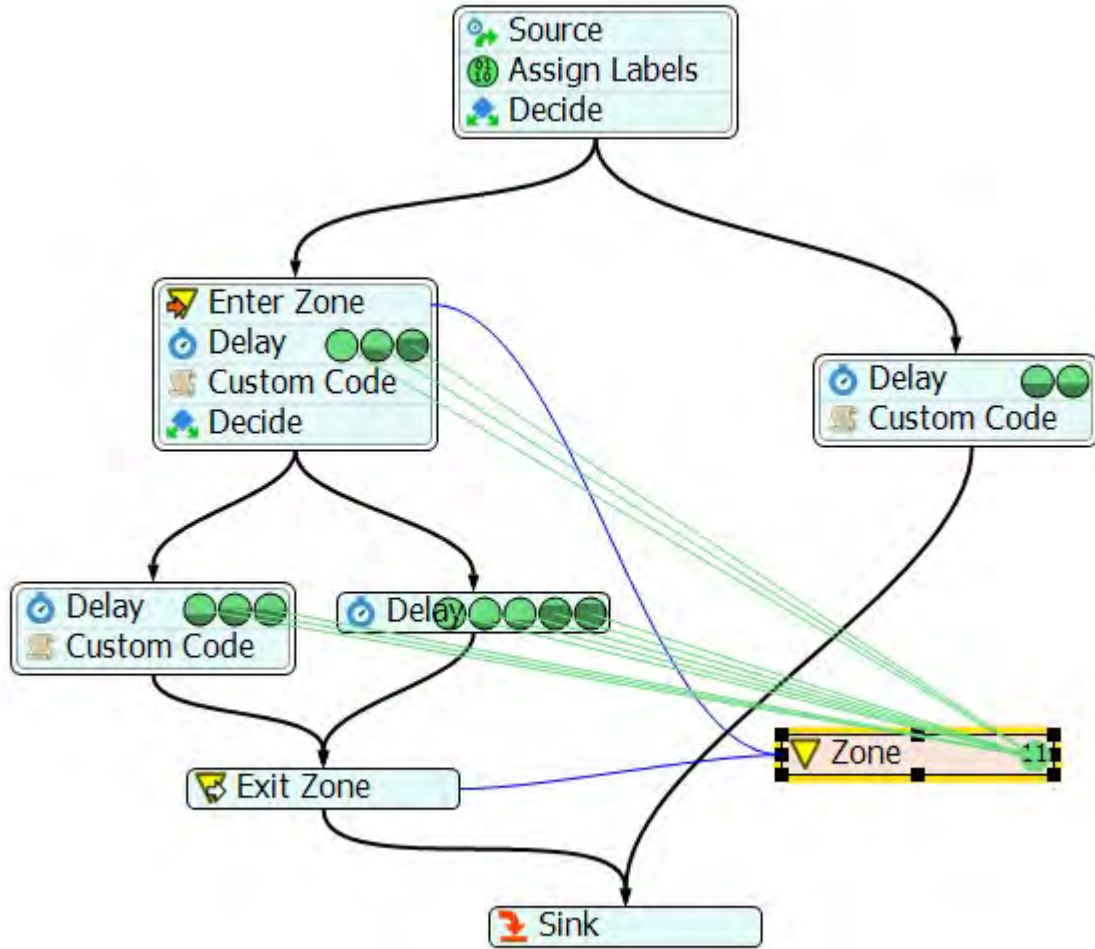 Source
Assign Labels
Decide
Enter Zone
Delay
Custom Code
Decide
Delay
Custom Code
Delay
Custom Code
Delay
Zone
11
Exit Zone
Sink